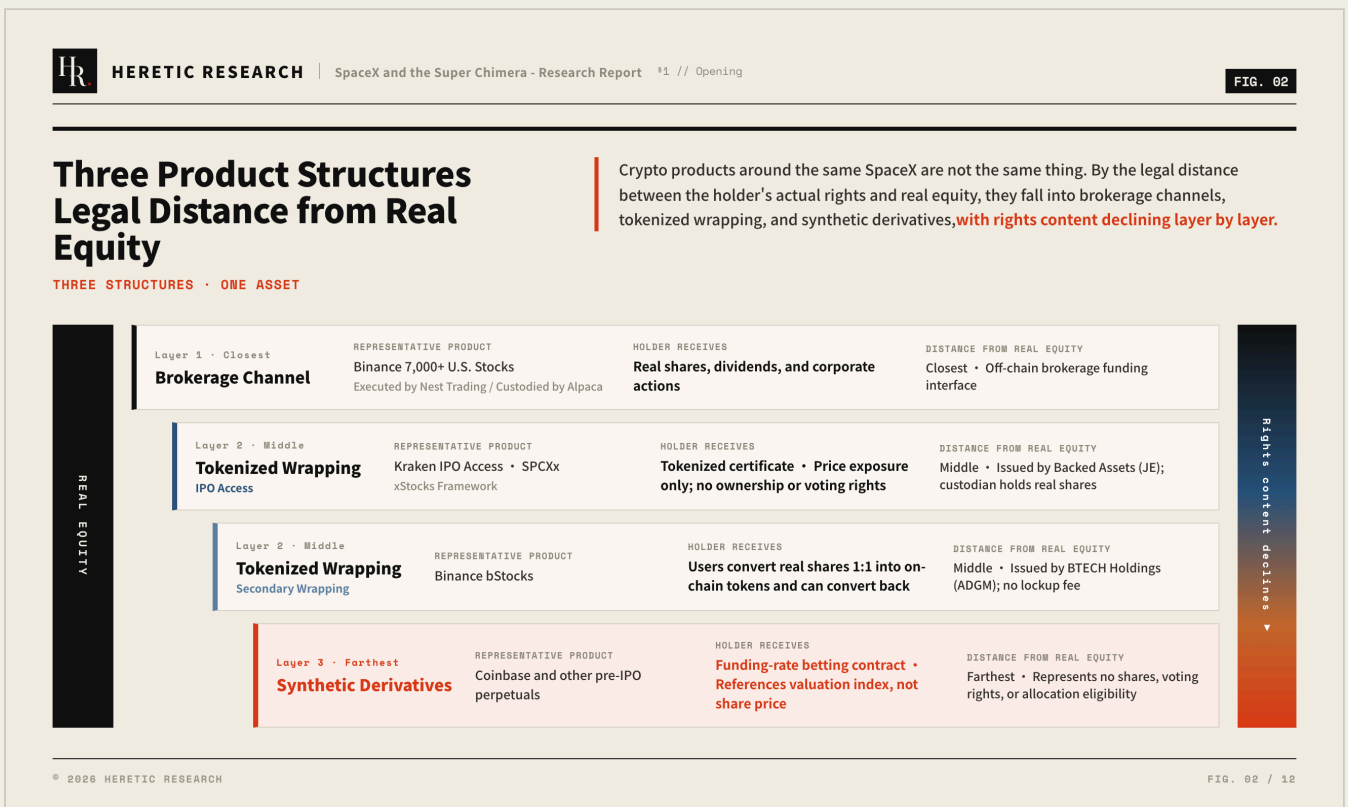 HR.
HERETIC RESEARCH
SpaceX and the Super Chimera - Research Report
§1 // Opening
FIG. 02
Three Product Structures
Legal Distance from Real
Equity
THREE STRUCTURES · ONE ASSET
Crypto products around the same SpaceX are not the same thing. By the legal distance
between the holder's actual rights and real equity, they fall into brokerage channels,
tokenized wrapping, and synthetic derivatives,with rights content declining layer by layer.
REAL EQUITY
Layer 1 · Closest
Brokerage Channel
REPRESENTATIVE PRODUCT
Binance 7,000+ U.S. Stocks
Executed by Nest Trading / Custodied by Alpaca
HOLDER RECEIVES
Real shares, dividends, and corporate
actions
DISTANCE FROM REAL EQUITY
Closest · Off-chain brokerage funding
interface
Layer 2 · Middle
Tokenized Wrapping
IPO Access
REPRESENTATIVE PRODUCT
Kraken IPO Access · SPCXx
xStocks Framework
HOLDER RECEIVES
Tokenized certificate · Price exposure
only; no ownership or voting rights
DISTANCE FROM REAL EQUITY
Middle · Issued by Backed Assets (JE);
custodian holds real shares
Layer 2 · Middle
Tokenized Wrapping
Secondary Wrapping
REPRESENTATIVE PRODUCT
Binance bStocks
HOLDER RECEIVES
Users convert real shares 1:1 into on-
chain tokens and can convert back
DISTANCE FROM REAL EQUITY
Middle · Issued by BTECH Holdings
(ADGM); no lockup fee
Layer 3 · Farthest
Synthetic Derivatives
REPRESENTATIVE PRODUCT
Coinbase and other pre-IPO
perpetuals
HOLDER RECEIVES
Funding-rate betting contract ·
References valuation index, not
share price
DISTANCE FROM REAL EQUITY
Farthest · Represents no shares, voting
rights, or allocation eligibility
Rights content declines ▼
© 2026 HERETIC RESEARCH
FIG. 02 / 12